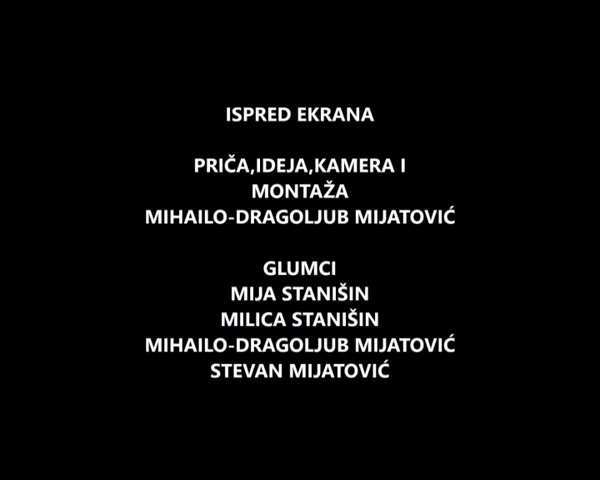 ISPRED EKRANA
PRIČA,IDEJA,KAMERA I
MONTAŽA
MIHAILO-DRAGOLJUB MIJATOVIĆ
GLUMCI
MIJA STANIŠIN
MILICA STANIŠIN
MIHAILO-DRAGOLJUB MIJATOVIĆ
STEVAN MIJATOVIĆ